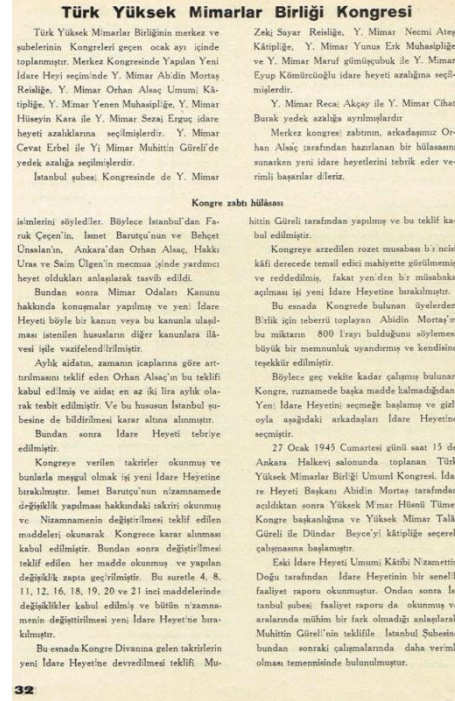 Türk Yüksek Mimarlar Birliği Kongresi
Türk Yüksek Mimarlar Birliğinin merkez ve
şubelerinin Kongreleri geçen ocak ayı içinde
toplanmıştır. Merkez Kongresinde Yapılan Yeni
İdare Heyi seçiminde Y. Mimar Abidin Mortaş
Reisliğe, Y. Mimar Orhan Alsaç Umumî Kâ-
tipliğe, Y. Mimar Yenen Muhasipliğe, Y. Mimar
Hüseyin Kara ile Y. Mimar Sezai Erguç idare
heyeti azalıklarına seçilmişlerdir. Y. Mimar
Cevat Erbel ile Y; Mimar Muhittin Güreli'de
yedek azalığa seçilmişlerdir.
İstanbul şubesi Kongresinde de Y. Mimar
Zeki Sayar Reisliğe, Y. Mimar Necmi Ateş
Kâtipliğe, Y. Mimar Yunus Erk Muhasipliğe
ve Y. Mimar Maruf gümüşçubuk ile Y. Mimar
Eyup Kömürcüoğlu idare heyeti azalığına seçil-
mişlerdir.
Y. Mimar Recai Akçay ile Y. Mimar Cihat
Burak yedek azalığa ayrılmışlardır
Merkez kongresi zabtının, arkadaşımız Or-
han Alsaç tarafından hazırlanan bir hülasasını
sunarken yeni idare heyetlerini tebrik eder ve-
rimli başarılar dileriz.
Kongre zabtı hülâsası
isimlerini söylediler. Böylece İstanbul'dan Fa-
ruk Çeçen'in, İsmet Barutçu'nun ve Behçet
Ünsalan'ın, Ankara'dan Orhan Alsaç, Hakkı
Uras ve Saim Ülgen'in mecmua işinde yardımcı
heyet oldukları anlaşılarak tasvib edildi.
Bundan sonra Mimar Odaları Kanunu
hakkında konuşmalar yapılmış ve yeni İdare
Heyeti böyle bir kanun veya bu kanunla ulaşıl-
ması istenilen hususların diğer kanunlara ilâ-
vesi işile vazifelendirilmiştir.
Aylık aidatın, zamanın icaplarına göre art-
tırılmasını teklif eden Orhan Alsaç'ın bu teklifi
kabul edilmiş ve aidat en az iki lira aylık ola-
rak tesbit edilmiştir. Ve bu hususun İstanbul şu-
besine de bildirilmesi karar altına alınmıştır.
Bundan sonra İdare Heyeti tebriye
edilmiştir.
Kongreye verilen takrirler okunmuş ve
bunlarla meşgul olmak işi yeni İdare Heyetine
bırakılmıştır. İsmet Barutçu'nun nizamnamede
değişiklik yapılması hakkındaki takriri okunmuş
ve Nizamnamenin değiştirilmesi teklif edilen
maddeleri okunarak Kongrece karar alınması
kabul edilmiştir. Bundan sonra değiştirilmesi
teklif edilen her madde okunmuş ve yapılan
değişiklik zapta geçirilmiştir. Bu suretle 4, 8,
11, 12, 16, 18, 19, 20 ve 21 inci maddelerinde
değişiklikler kabul edilmiş ve bütün nizamna-
menin değiştirilmesi yeni İdare Heyetine bıra-
kılmıştır.
Bu esnada Kongre Divanına gelen takrirlerin
yeni İdare Heyetine devredilmesi teklifi Mu-
hittin Güreli tarafından yapılmış ve bu teklif ka-
bul edilmiştir.
Kongreye arzedilen rozet musabası birincisi
kâfi derecede temsil edici mahiyette görülmemiş
ve reddedilmiş, fakat yeniden bir müsabaka
açılması işi yeni İdare Heyetine bırakılmıştır.
Bu esnada Kongrede bulunan üyelerden
Birlik için teberrü toplayan Abidin Mortaş'ın
bu miktarın 800 lirayı bulduğunu söylemesi
büyük bir memnunluk uyandırmış ve kendisine
teşekkür edilmiştir.
Böylece geç vekite kadar çalışmış bulunan
Kongre, ruznamede başka madde kalmadığından
Yeni İdare Heyetini seçmeğe başlamış ve gizli
oyla aşağıdaki arkadaşları İdare Heyetine
seçmiştir.
27 Ocak 1945 Cumartesi günü saat 15 de
Ankara Halkevi salonunda toplanan Türk
Yüksek Mimarlar Birliği Umumî Kongresi, İda-
re Heyeti Başkanı Abidin Mortaş tarafından
açıldıktan sonra Yüksek Mimar Hüsnü Tümer
Kongre başkanlığına ve Yüksek Mimar Talât
Güreli ile Dündar Beyce'yi kâtipliğe seçerek
çalışmasına başlamıştır.
Eski İdare Heyeti Umumî Kâtibi Nizamettin
Doğu tarafından İdare Heyetinin bir senelik
faaliyet raporu okunmuştur. Ondan sonra İs-
tanbul şubesi faaliyet raporu da okunmuş ve
aralarında mühim bir fark olmadığı anlaşılarak
Muhittin Güreli'nin teklifile İstanbul Şubesine
bundan sonraki çalışmalarında daha verimli
olması temennisinde bulunulmuştur.
32